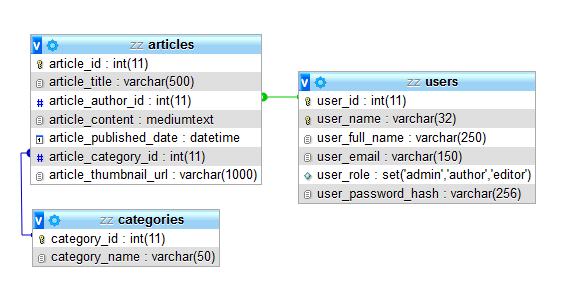 v zz articles
article_id : int(11)
article_title : varchar(500)
# article_author_id : int(11)
article_content : mediumtext
article_published_date : datetime
# article_category_id : int(11)
article_thumbnail_url : varchar(1000)
v zz users
user_id : int(11)
user_name : varchar(32)
user_full_name : varchar(250)
user_email : varchar(150)
user_role : set('admin','author','editor')
user_password_hash : varchar(256)
v zz categories
category_id : int(11)
category_name : varchar(50)